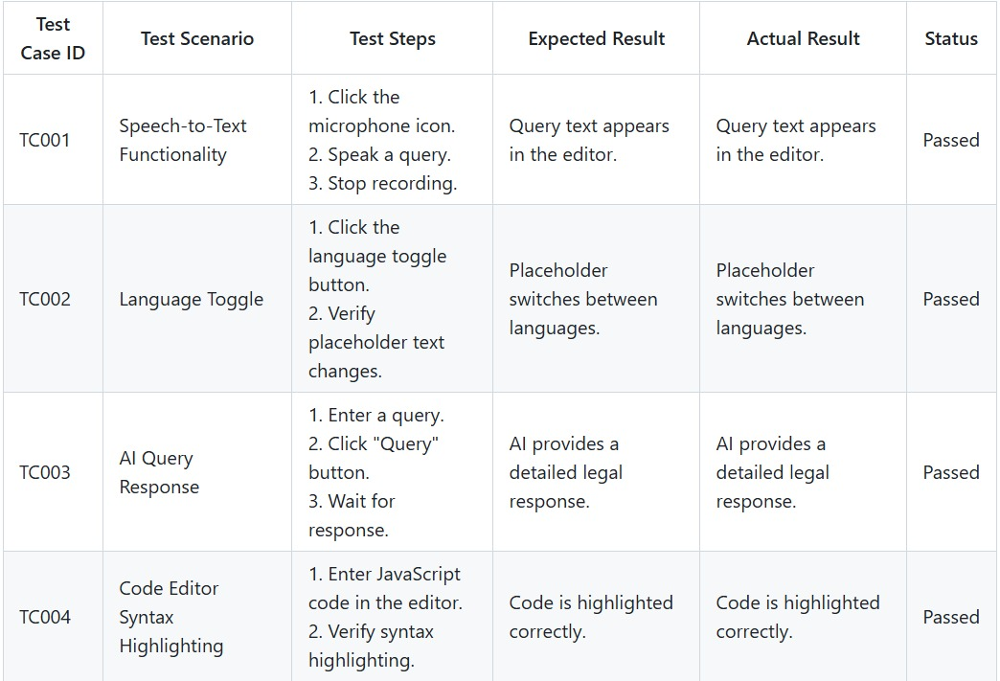 Test Case ID | Test Scenario | Test Steps | Expected Result | Actual Result | Status
TC001
Speech-to-Text
Functionality
1. Click the
microphone icon.
2. Speak a query.
3. Stop recording.
Query text appears
in the editor.
Query text appears
in the editor.
Passed
TC002
Language Toggle
1. Click the
language toggle
button.
2. Verify
placeholder text
changes.
Placeholder
switches between
languages.
Placeholder
switches between
languages.
Passed
TC003
AI Query
Response
1. Enter a query.
2. Click "Query"
button.
3. Wait for
response.
AI provides a
detailed legal
response.
AI provides a
detailed legal
response.
Passed
TC004
Code Editor
Syntax
Highlighting
1. Enter JavaScript
code in the editor.
2. Verify syntax
highlighting.
Code is highlighted
correctly.
Code is highlighted
correctly.
Passed